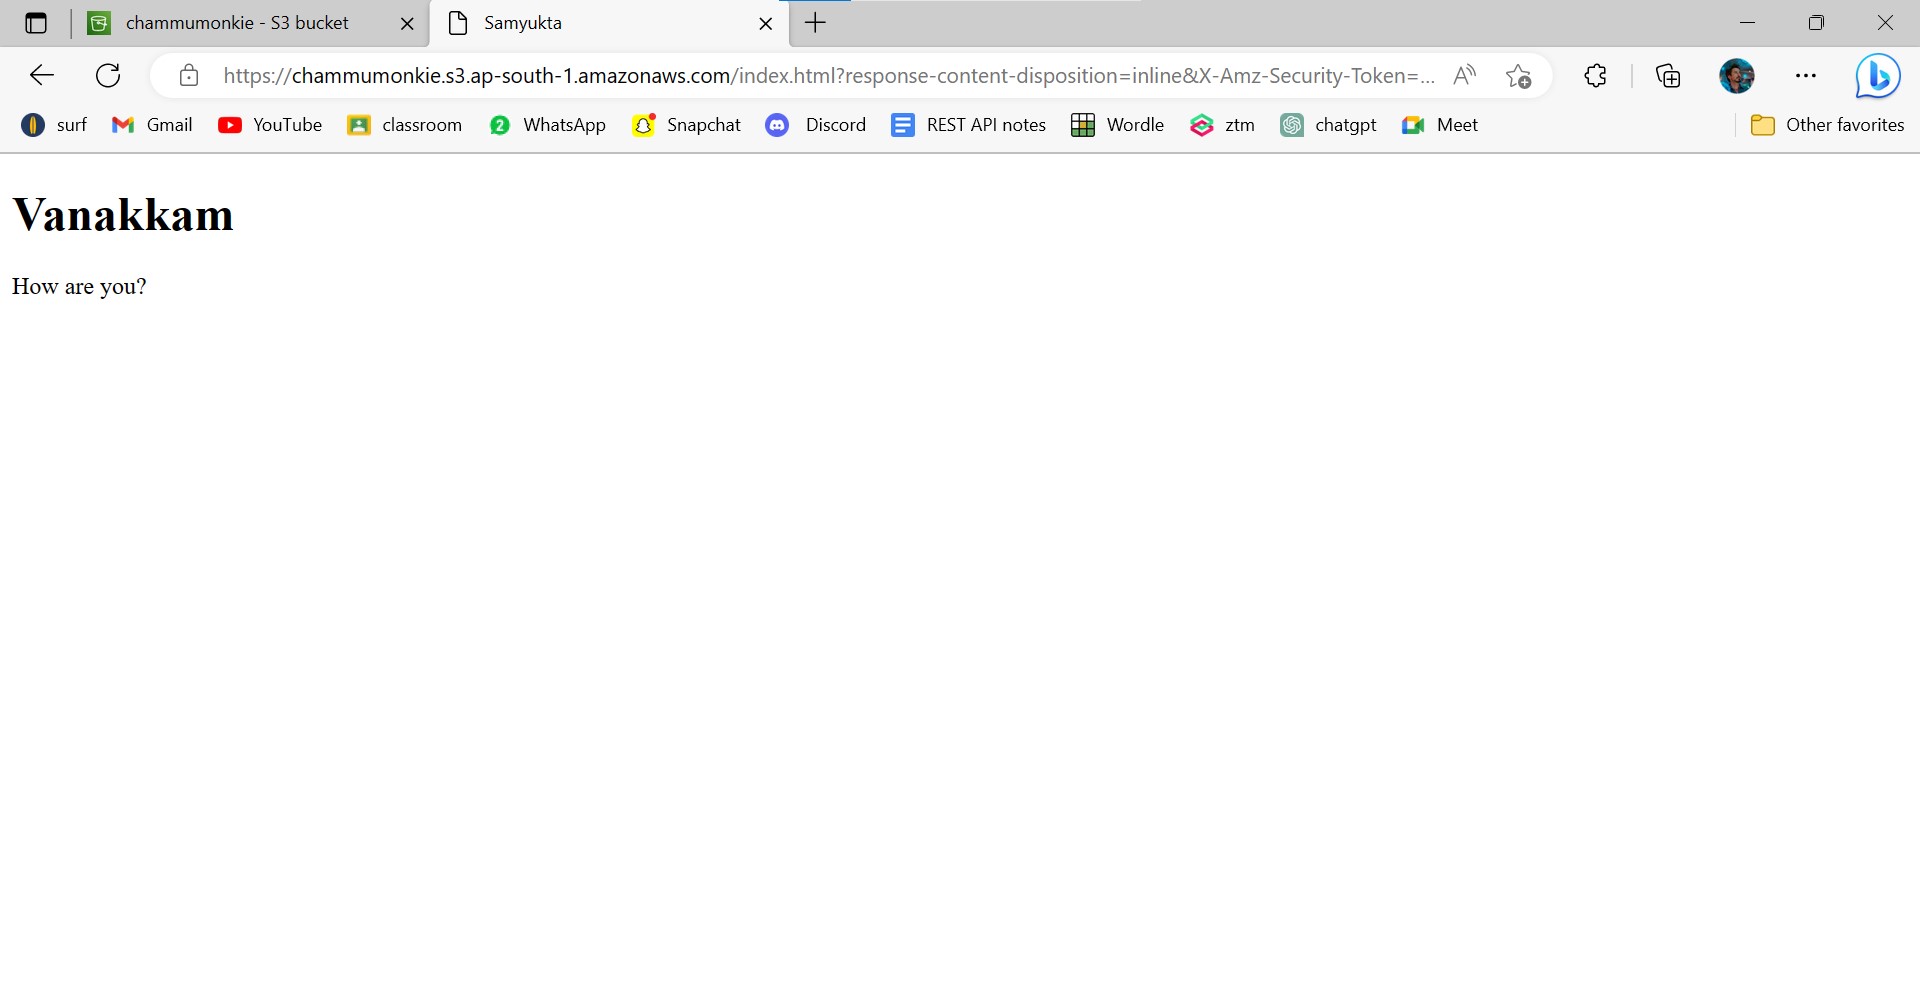 chammumonkie - S3 bucket
Samyukta
https://chammumonkie.s3.ap-south-1.amazonaws.com/index.html?response-content-disposition=inline&X-Amz-Security-Token=...
surf Gmail YouTube classroom 2 WhatsApp Snapchat Discord REST API notes Wordle ztm chatgpt Meet Other favorites
Vanakkam
How are you?